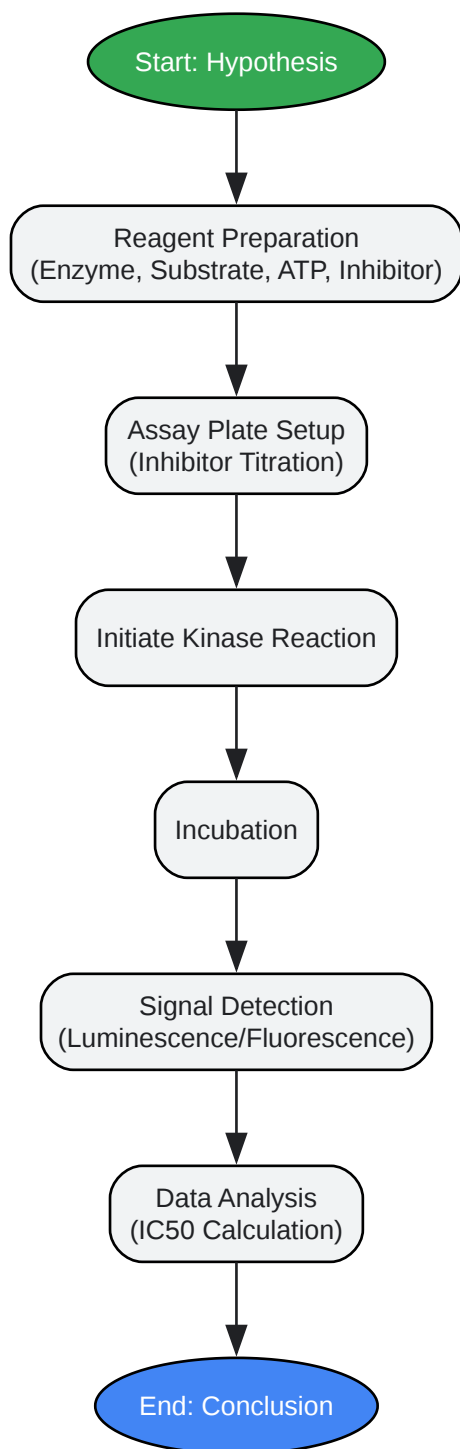 Start: Hypothesis
Reagent Preparation
(Enzyme, Substrate, ATP, Inhibitor)
Assay Plate Setup
(Inhibitor Titration)
Initiate Kinase Reaction
Incubation
Signal Detection
(Luminescence/Fluorescence)
Data Analysis
(IC50 Calculation)
End: Conclusion